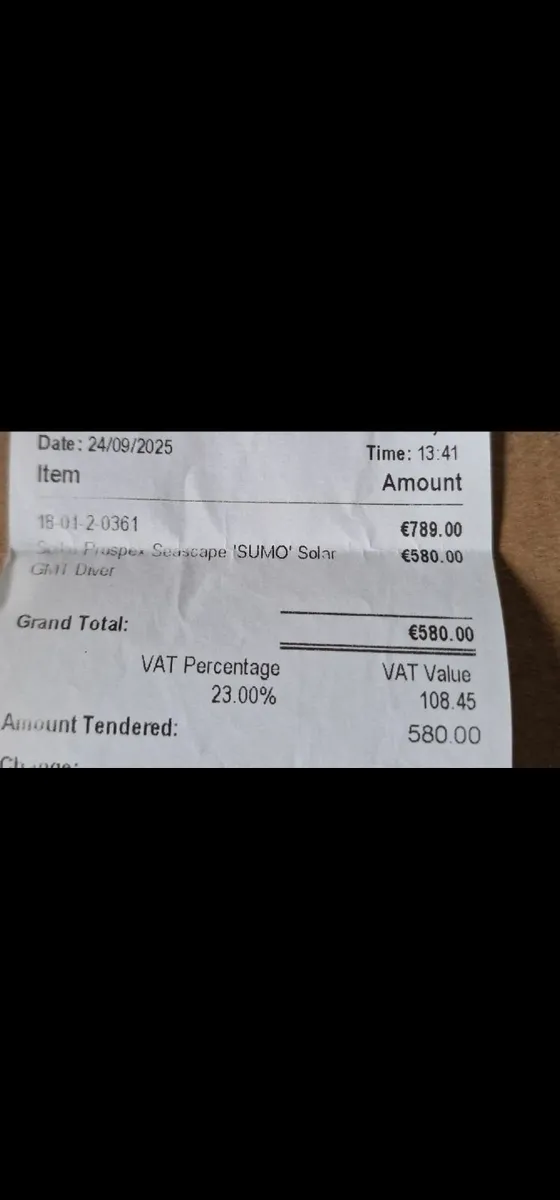 Date: 24/09/2025
Time: 13:41
Item Amount
18-01-2-0361 €789.00
Prospex Seascape 'SUMO' Solar €580.00
GMT Diver
Grand Total: €580.00
VAT Percentage VAT Value
23.00% 108.45
Amount Tendered: 580.00
Change: